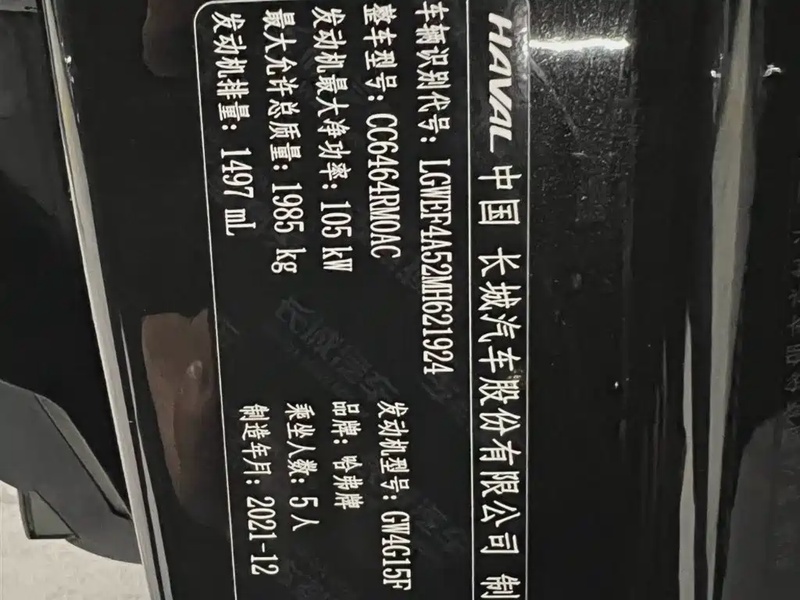 HAVAL 中国 长城汽车股份有限公司 制
车辆识别代号：LGWEF4A52MH621924
整车型号：CC6464RM0AC 发动机型号：GW4G15F
发动机最大净功率：105 kW 品牌：哈弗牌
最大允许总质量：1985 kg 乘坐人数：5人
发动机排量：1497 mL 制造年月：2021-12